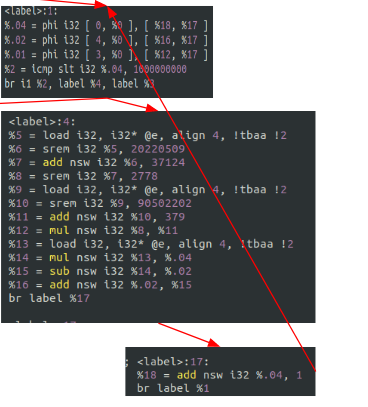 <label>:1:
%.04 = phi i32 [ 0, %0 ], [ %18, %17 ]
%.02 = phi i32 [ 4, %0 ], [ %16, %17 ]
%.01 = phi i32 [ 3, %0 ], [ %12, %17 ]
%2 = icmp slt i32 %.04, 1000000000
br i1 %2, label %4, label %3
<label>:4:
%5 = load i32, i32* @e, align 4, !tbaa !2
%6 = srem i32 %5, 20220509
%7 = add nsw i32 %6, 37124
%8 = srem i32 %7, 2778
%9 = load i32, i32* @e, align 4, !tbaa !2
%10 = srem i32 %9, 90502202
%11 = add nsw i32 %10, 379
%12 = mul nsw i32 %8, %11
%13 = load i32, i32* @e, align 4, !tbaa !2
%14 = mul nsw i32 %13, %.04
%15 = sub nsw i32 %14, %.02
%16 = add nsw i32 %.02, %15
br label %17
; <label>:17:
%18 = add nsw i32 %.04, 1
br label %1